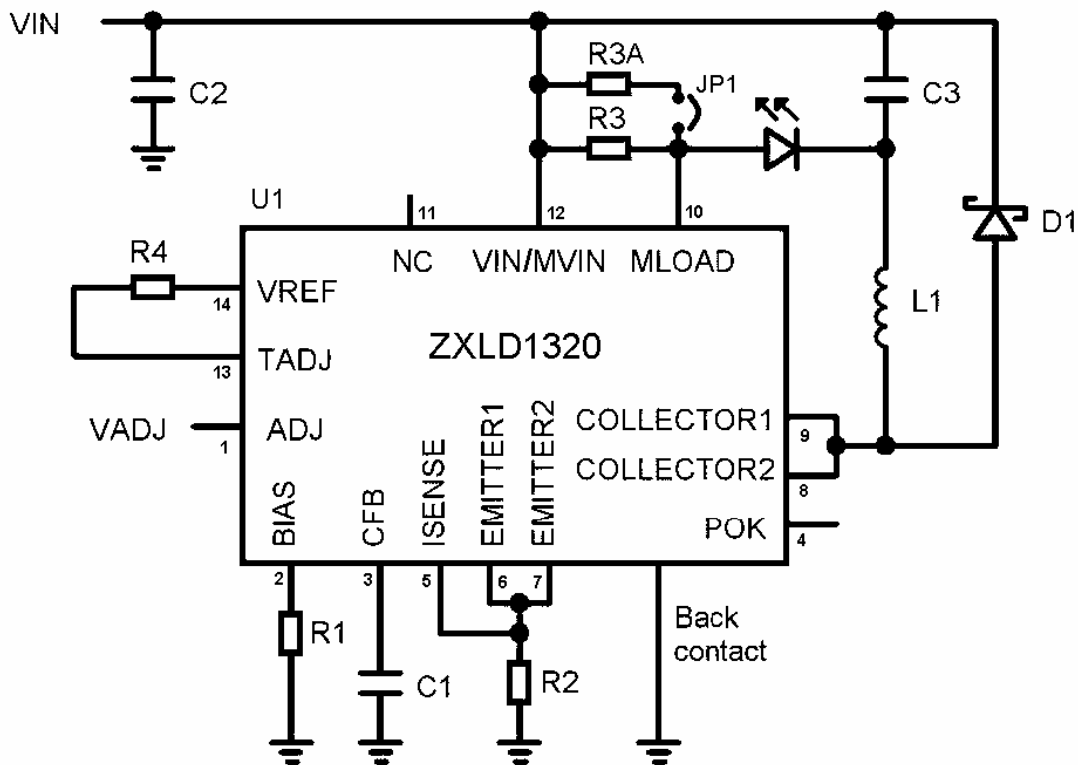 VIN
C2
R3A
JP1
R3
C3
D1
U1
11
12
10
NC
VIN/MVIN
MLOAD
R4
14
VREF
L1
ZXLD1320
13
TADJ
VADJ
1
ADJ
COLLECTOR1
9
COLLECTOR2
8
POK
4
BIAS
CFB
ISENSE
EMITTER1
EMITTER2
2
3
5
6
7
R1
C1
R2
Back
contact